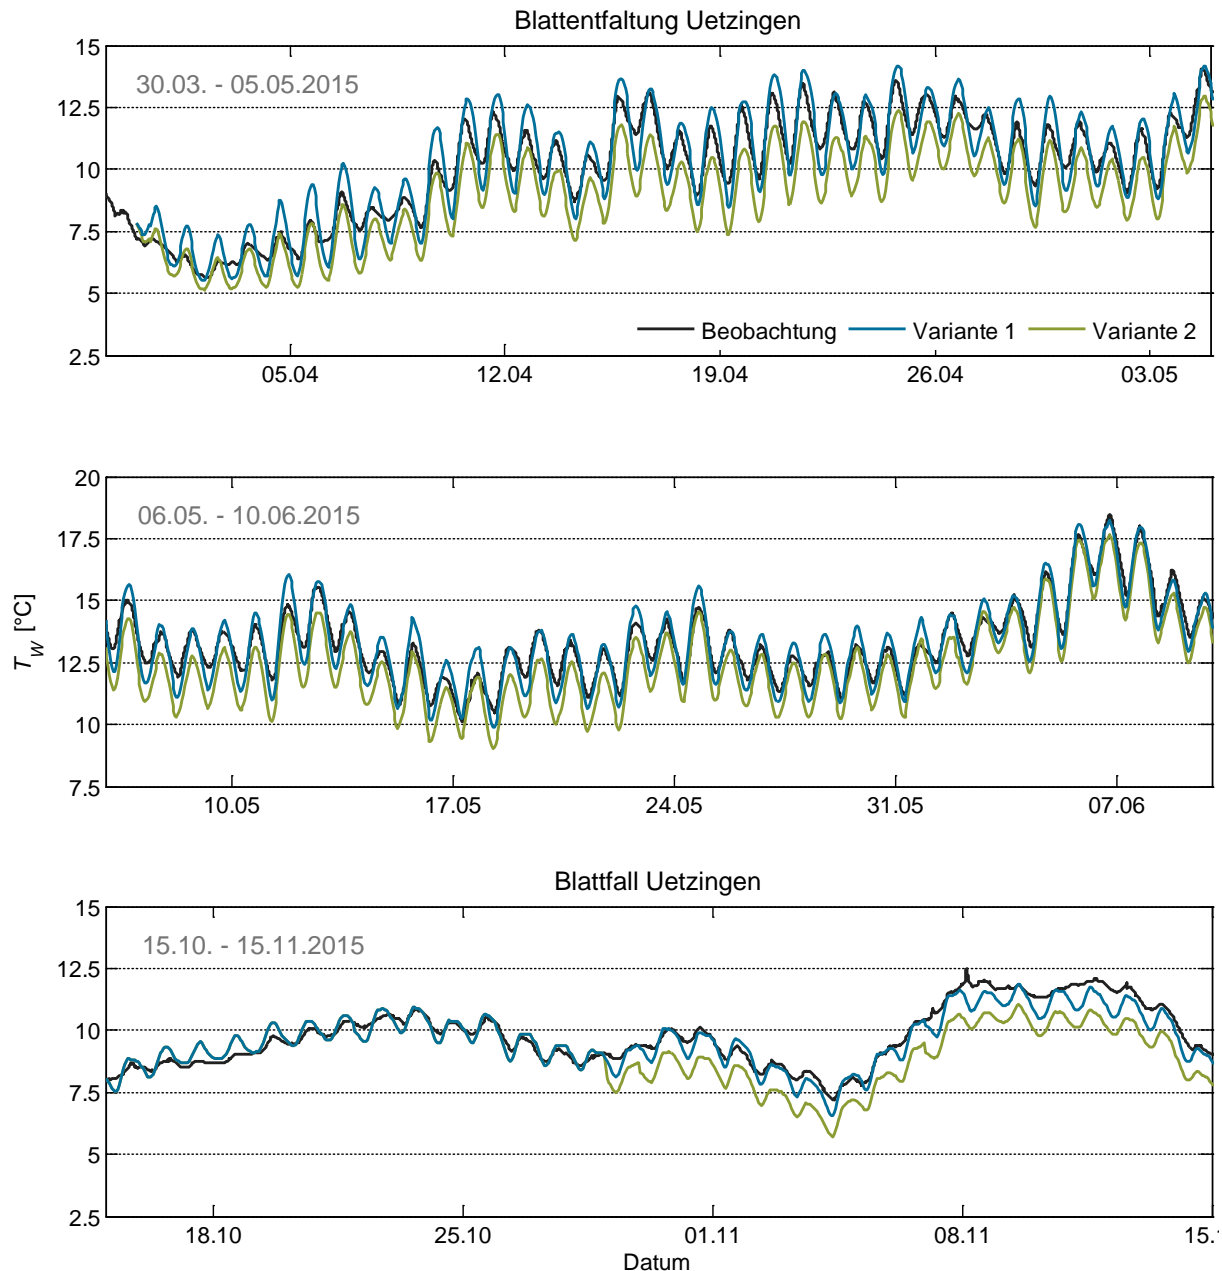 Blattentfaltung Uetzingen
15
12.5
10
7.5
5
2.5
30.03. - 05.05.2015
Beobachtung Variante 1 Variante 2
05.04 12.04 19.04 26.04 03.05
T_W [°C]
20
17.5
15
12.5
10
7.5
06.05. - 10.06.2015
10.05 17.05 24.05 31.05 07.06
Blattfall Uetzingen
15
12.5
10
7.5
5
2.5
15.10. - 15.11.2015
18.10 25.10 01.11 08.11 15.1
Datum